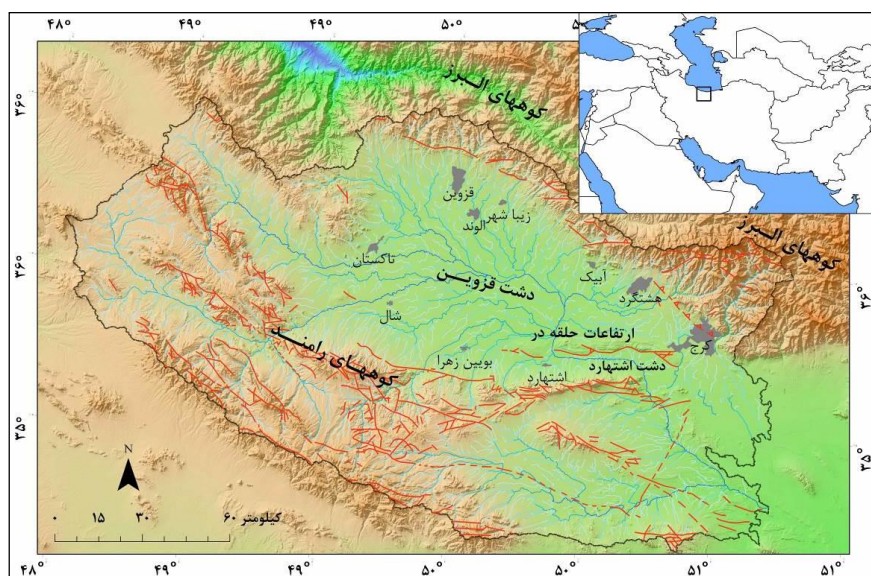 ۴۸° ۴۹° ۴۹° ۵۰° ۵۰°
کوههای البرز
۳۶°
قزوین
زیبا شهر
الوند
کوههای البرز
تاکستان
آبیک
۳۶°
۳۶°
دشت قزوین
هشتگرد
شال
ارتفاعات حلقه در
کرج
کوههای رامند
بویین زهرا
اشتهارد
دشت اشتهارد
۳۵°
۳۵°
N
کیلومتر
۰ ۱۵ ۳۰ ۶۰
۴۸° ۴۹° ۴۹° ۵۰° ۵۰° ۵۱° ۵۱°